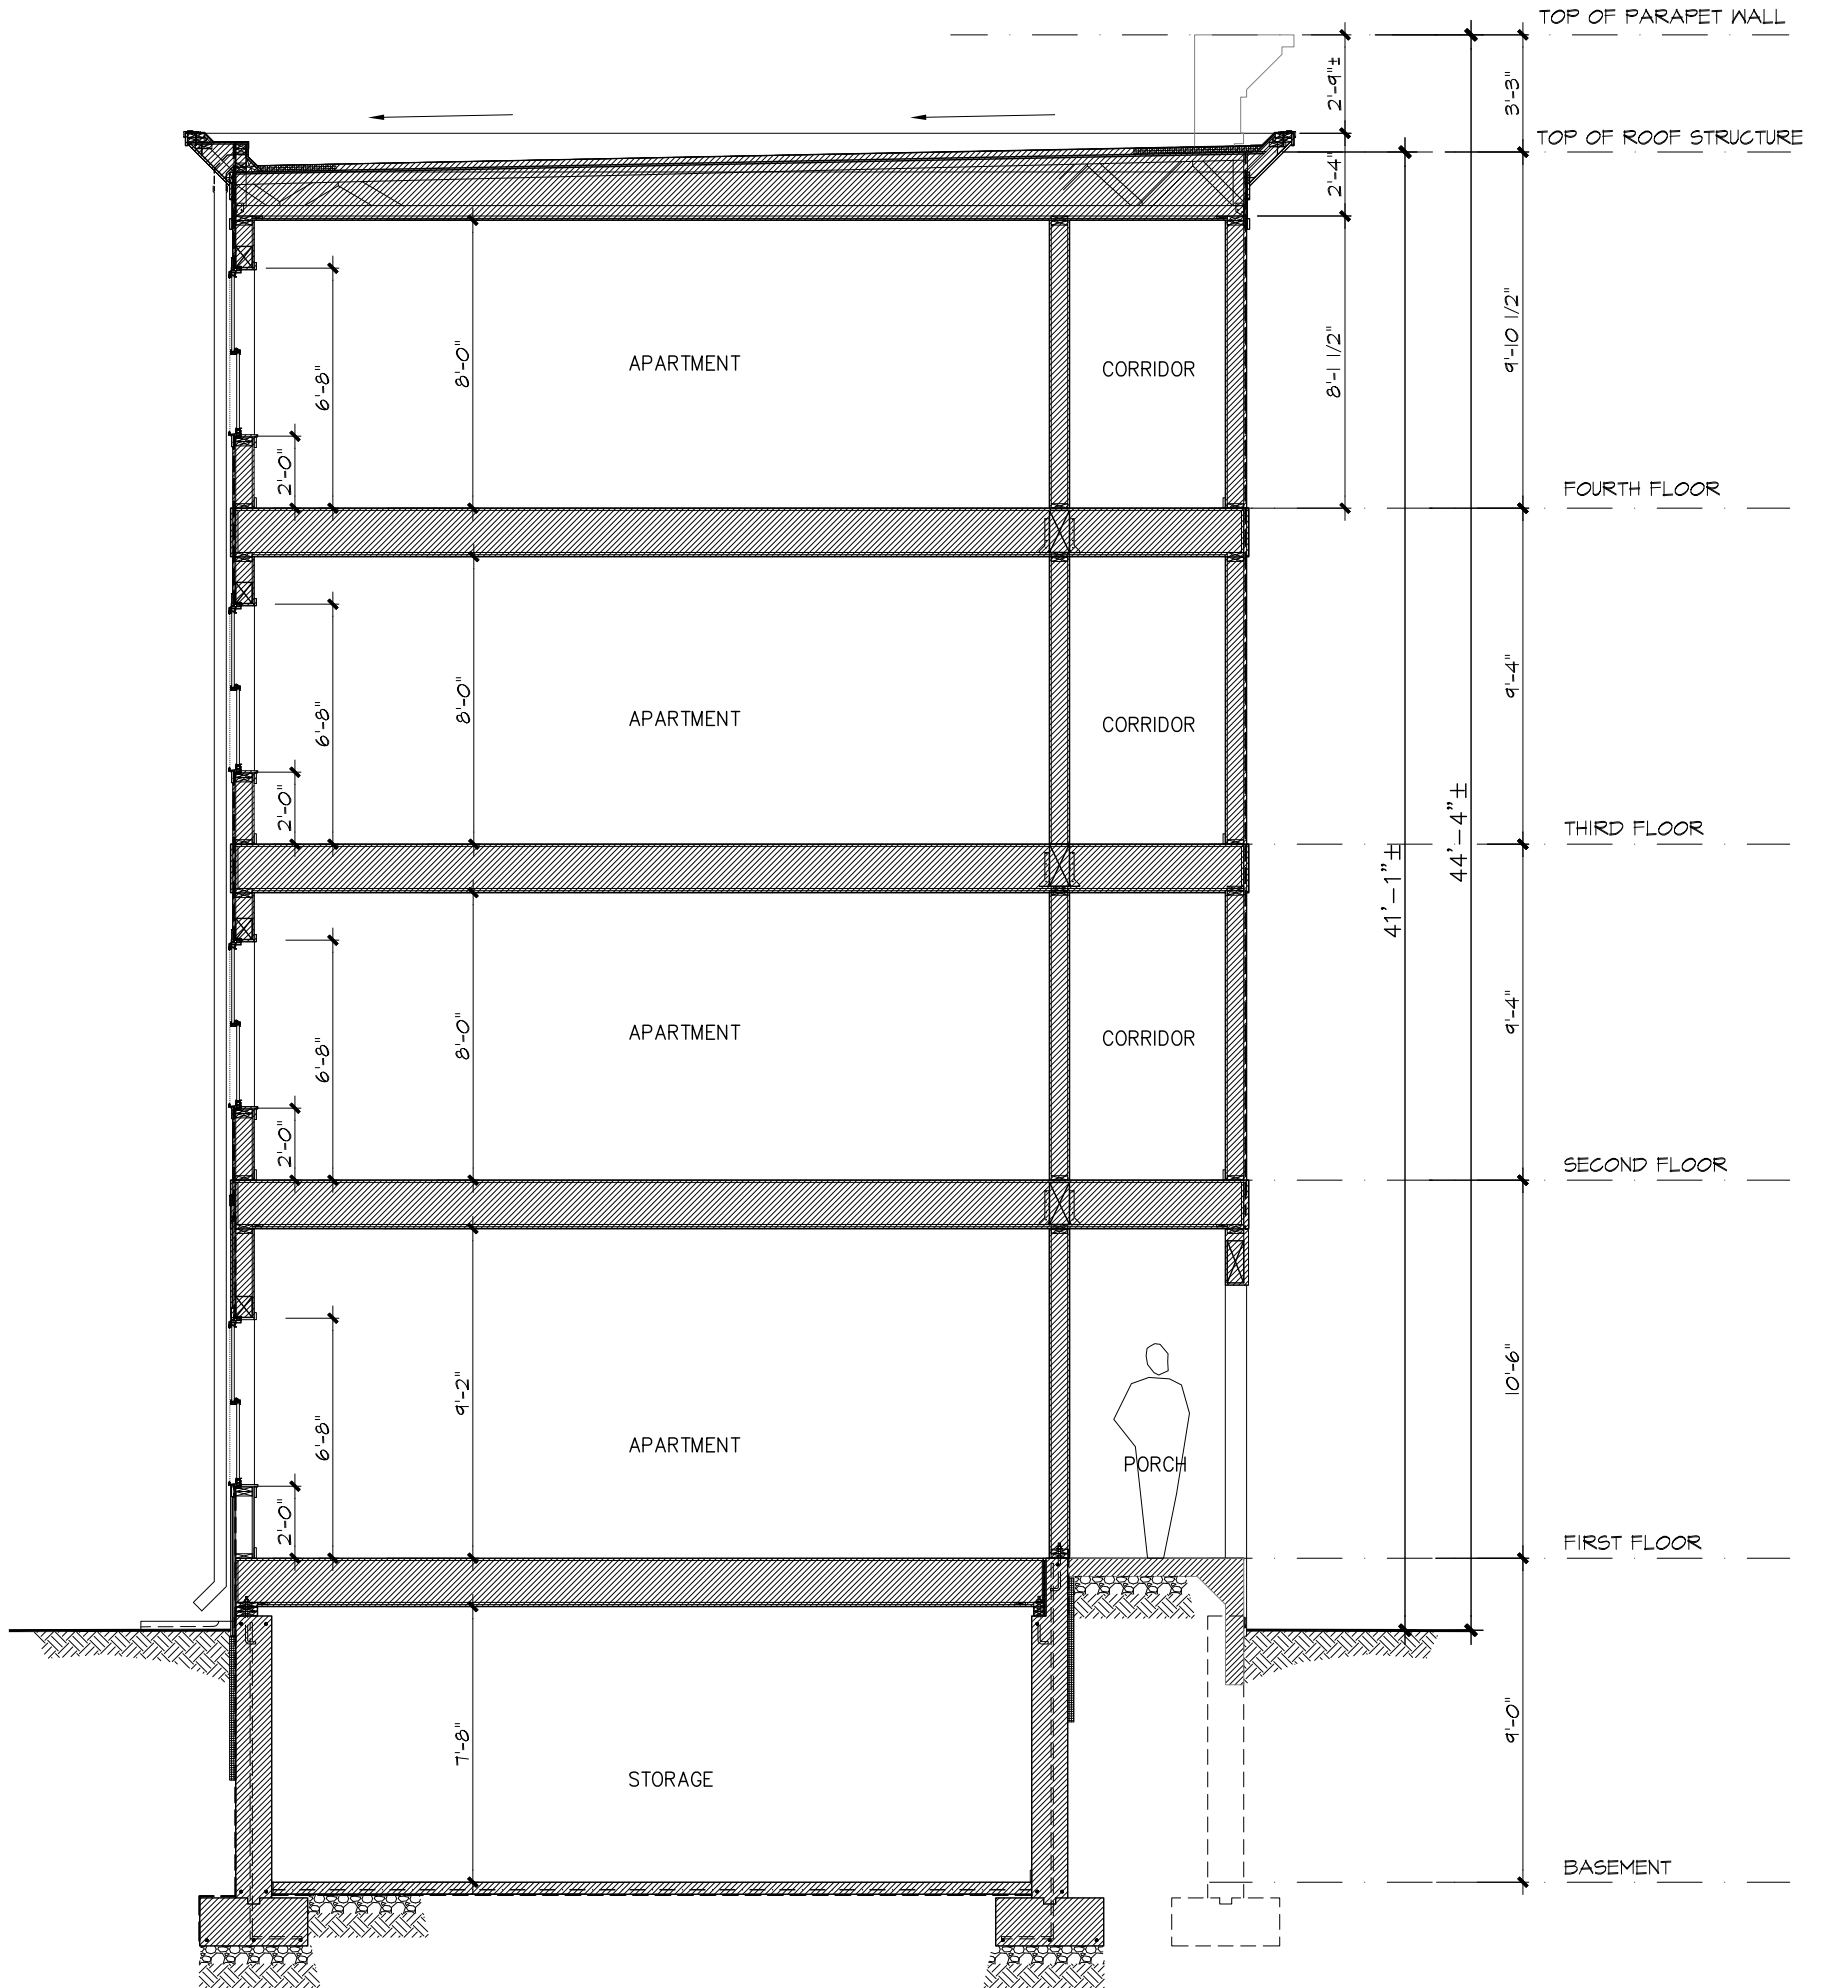 TOP OF PARAPET WALL
2'-9"±
3'-3"
TOP OF ROOF STRUCTURE
2'-4"
6'-8"
8'-0"
APARTMENT
CORRIDOR
8'-1 1/2"
9'-10 1/2"
2'-0"
FOURTH FLOOR
6'-8"
8'-0"
APARTMENT
CORRIDOR
9'-4"
2'-0"
44'-4"±
THIRD FLOOR
41'-1"±
6'-8"
8'-0"
APARTMENT
CORRIDOR
9'-4"
2'-0"
SECOND FLOOR
6'-8"
9'-2"
APARTMENT
PORCH
10'-6"
2'-0"
FIRST FLOOR
7'-8"
STORAGE
9'-0"
BASEMENT